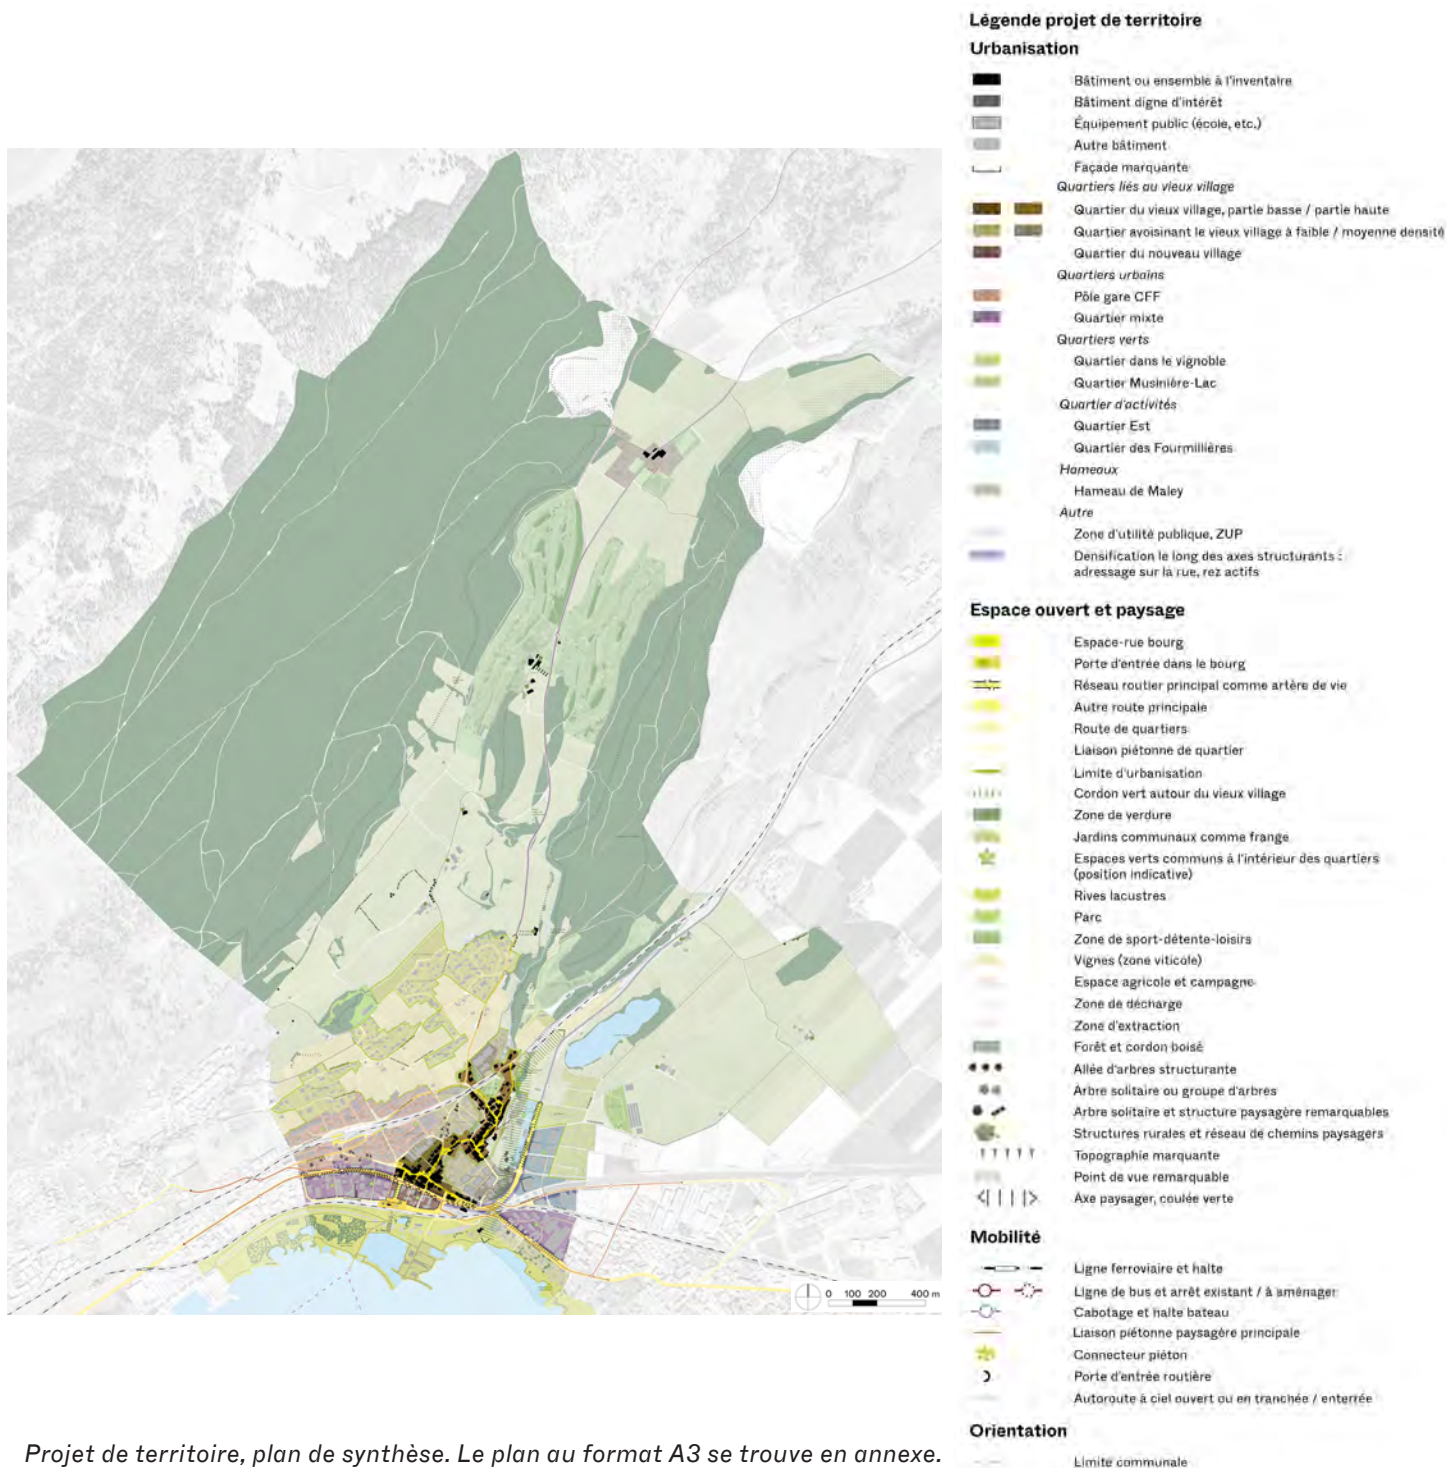 Légende projet de territoire
Urbanisation
Bâtiment ou ensemble à l'inventaire
Bâtiment digne d'intérêt
Équipement public (école, etc.)
Autre bâtiment
Façade marquante
Quartiers liés au vieux village
Quartier du vieux village, partie basse / partie haute
Quartier avoisinant le vieux village à faible / moyenne densité
Quartier du nouveau village
Quartiers urbains
Pôle gare CFF
Quartier mixte
Quartiers verts
Quartier dans le vignoble
Quartier Musinière-Lac
Quartier d'activités
Quartier Est
Quartier des Fourmillières
Hameaux
Hameau de Maley
Autre
Zone d'utilité publique, ZUP
Densification le long des axes structurants :
adressage sur la rue, rez actifs
Espace ouvert et paysage
Espace-rue bourg
Porte d'entrée dans le bourg
Réseau routier principal comme artère de vie
Autre route principale
Route de quartiers
Liaison piétonne de quartier
Limite d'urbanisation
Cordon vert autour du vieux village
Zone de verdure
Jardins communaux comme frange
Espaces verts communs à l'intérieur des quartiers
(position indicative)
Rives lacustres
Parc
Zone de sport-détente-loisirs
Vignes (zone viticole)
Espace agricole et campagne
Zone de décharge
Zone d'extraction
Forêt et cordon boisé
Allée d'arbres structurante
Arbre solitaire ou groupe d'arbres
Arbre solitaire et structure paysagère remarquables
Structures rurales et réseau de chemins paysagers
Topographie marquante
Point de vue remarquable
Axe paysager, coulée verte
Mobilité
Ligne ferroviaire et halte
Ligne de bus et arrêt existant / à aménager
Cabotage et halte bateau
Liaison piétonne paysagère principale
Connecteur piéton
Porte d'entrée routière
Autoroute à ciel ouvert ou en tranchée / enterrée
Orientation
Limite communale
0 100 200 400 m
Projet de territoire, plan de synthèse. Le plan au format A3 se trouve en annexe.